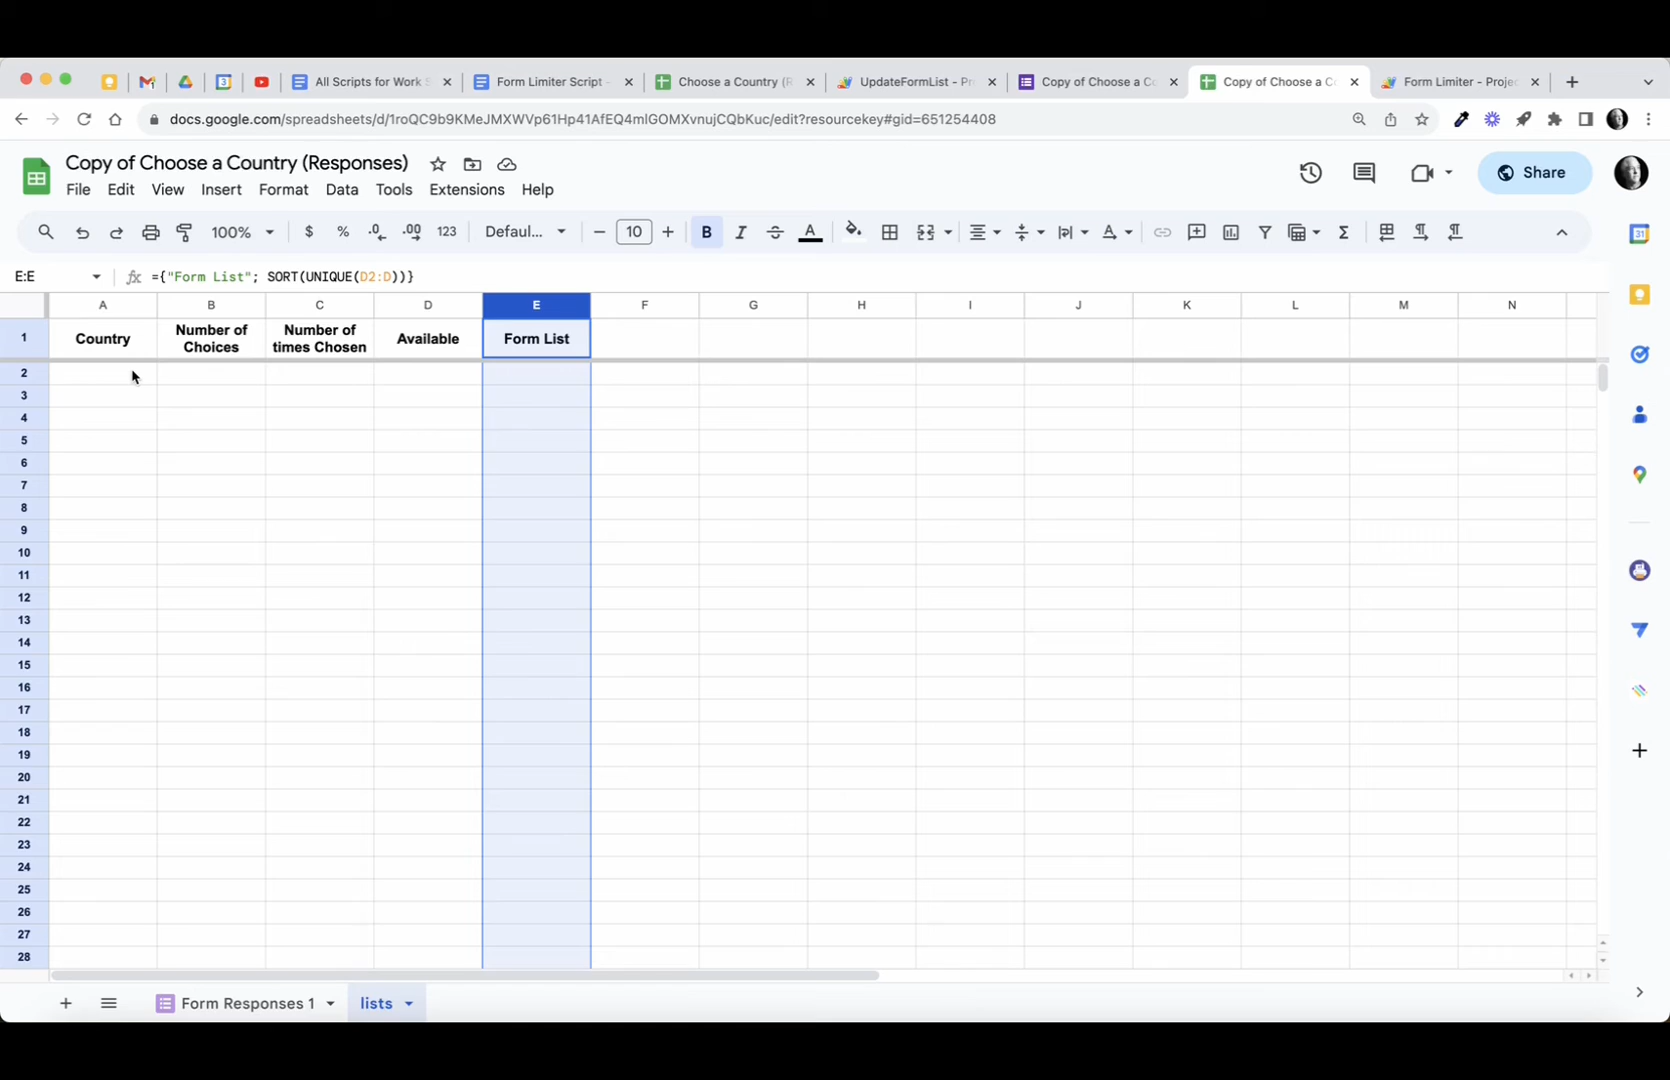 All Scripts for Work S
Form Limiter Script -
Choose a Country (R
UpdateFormList - Pr
Copy of Choose a Co
Copy of Choose a C
Form Limiter - Projec
docs.google.com/spreadsheets/d/1roQC9b9KMeJMXWVp61Hp41AfEQ4mlGOMXvnujCQbKuc/edit?resourcekey#gid=651254408
Copy of Choose a Country (Responses)
Share
File Edit View Insert Format Data Tools Extensions Help
100% $ % .0 .00 123 Defaul... 10 B I A
31
E:E fx ={"Form List"; SORT(UNIQUE(D2:D))}
A B C D E F G H I J K L M N
1 Country Number of Choices Number of times Chosen Available Form List
2
3
4
5
6
7
8
9
10
11
12
13
14
15
16
17
18
19
20
21
22
23
24
25
26
27
28
Form Responses 1 lists